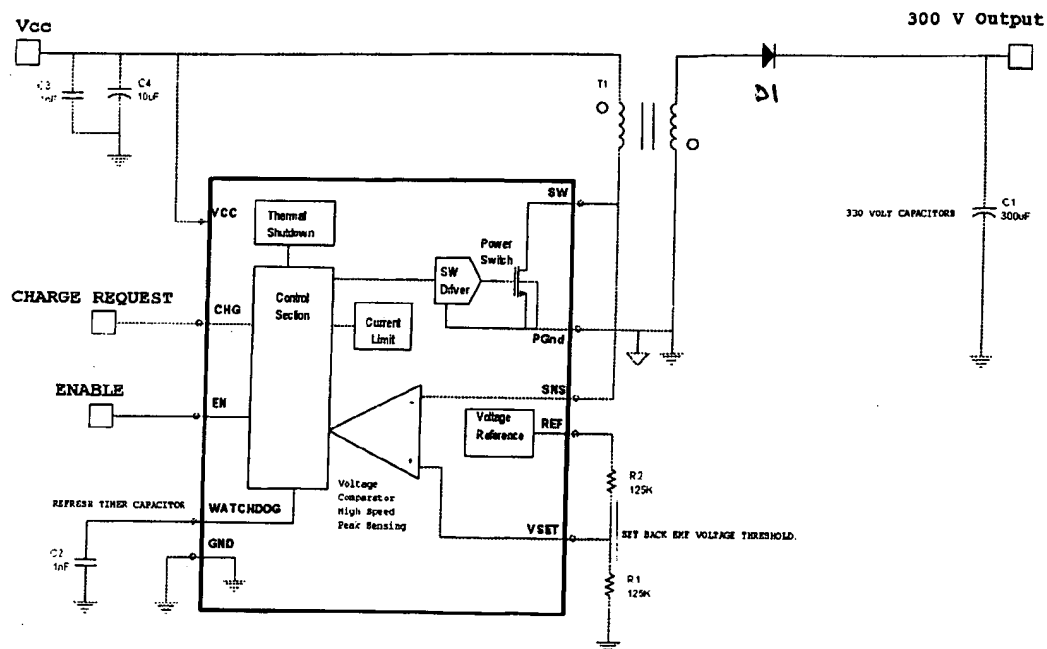 Vcc
300 V Output
C3
1nF
C4
10uF
T1
D1
SW
VCC
Thermal
Shutdown
Power
Switch
SW
Driver
330 VOLT CAPACITORS
C1
300uF
CHARGE REQUEST
CHG
Control
Section
Current
Limit
PGnd
ENABLE
EN
SNS
-
Voltage
Reference
REF
+
R2
125K
Voltage
Comparator
High Speed
Peak Sensing
REFRESH TIMER CAPACITOR
WATCHDOG
VSET
SET BACK EMF VOLTAGE THRESHOLD.
GND
C2
1nF
R1
125K